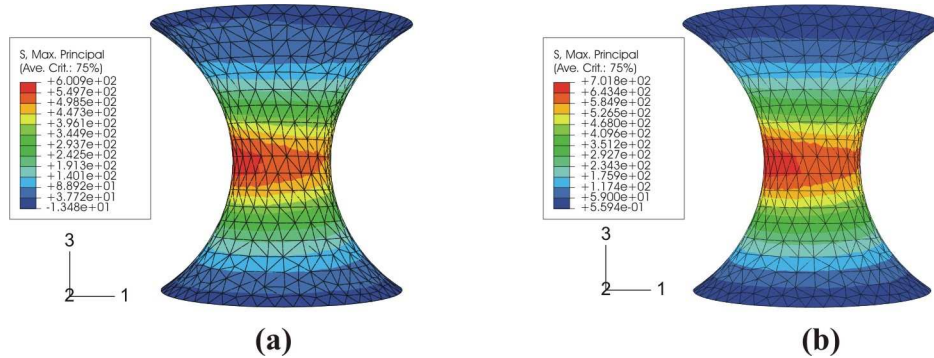 S, Max. Principal
(Ave. Crit.: 75%)
+6.009e+02
+5.497e+02
+4.985e+02
+4.473e+02
+3.961e+02
+3.449e+02
+2.937e+02
+2.425e+02
+1.913e+02
+1.401e+02
+8.892e+01
+3.772e+01
-1.348e+01
3
2
1
(a)
S, Max. Principal
(Ave. Crit.: 75%)
+7.018e+02
+6.434e+02
+5.849e+02
+5.265e+02
+4.680e+02
+4.096e+02
+3.512e+02
+2.927e+02
+2.343e+02
+1.759e+02
+1.174e+02
+5.900e+01
+5.594e-01
3
2
1
(b)